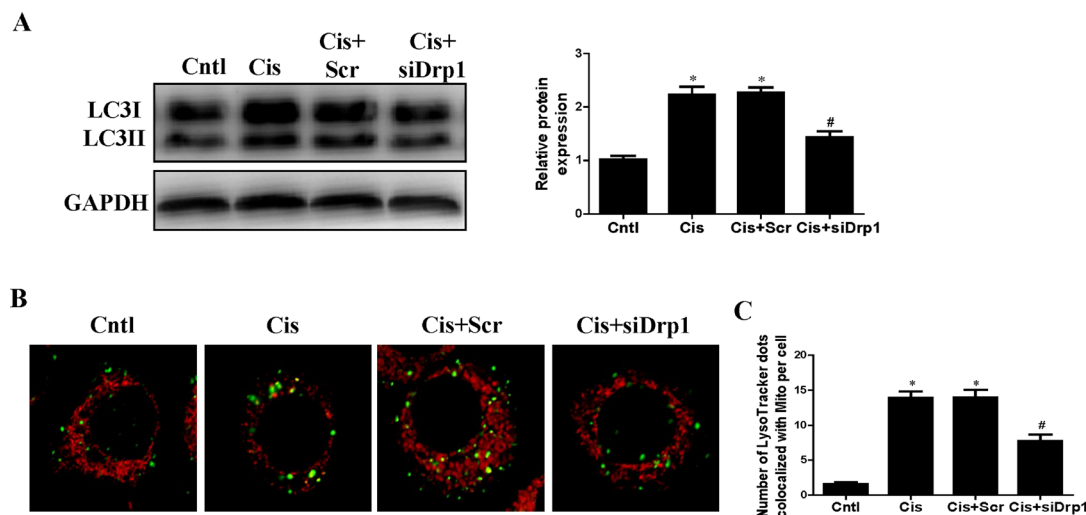 A
Cntl Cis Cis+ Scr Cis+ siDrp1
LC3I
LC3II
GAPDH
Relative protein
expression
3
2
1
0
* * #
Cntl Cis Cis+Scr Cis+siDrp1
B
Cntl Cis Cis+Scr Cis+siDrp1
C
Number of LysoTracker dots
colocalized with Mito per cell
20
15
10
5
0
* * #
Cntl Cis Cis+Scr Cis+siDrp1